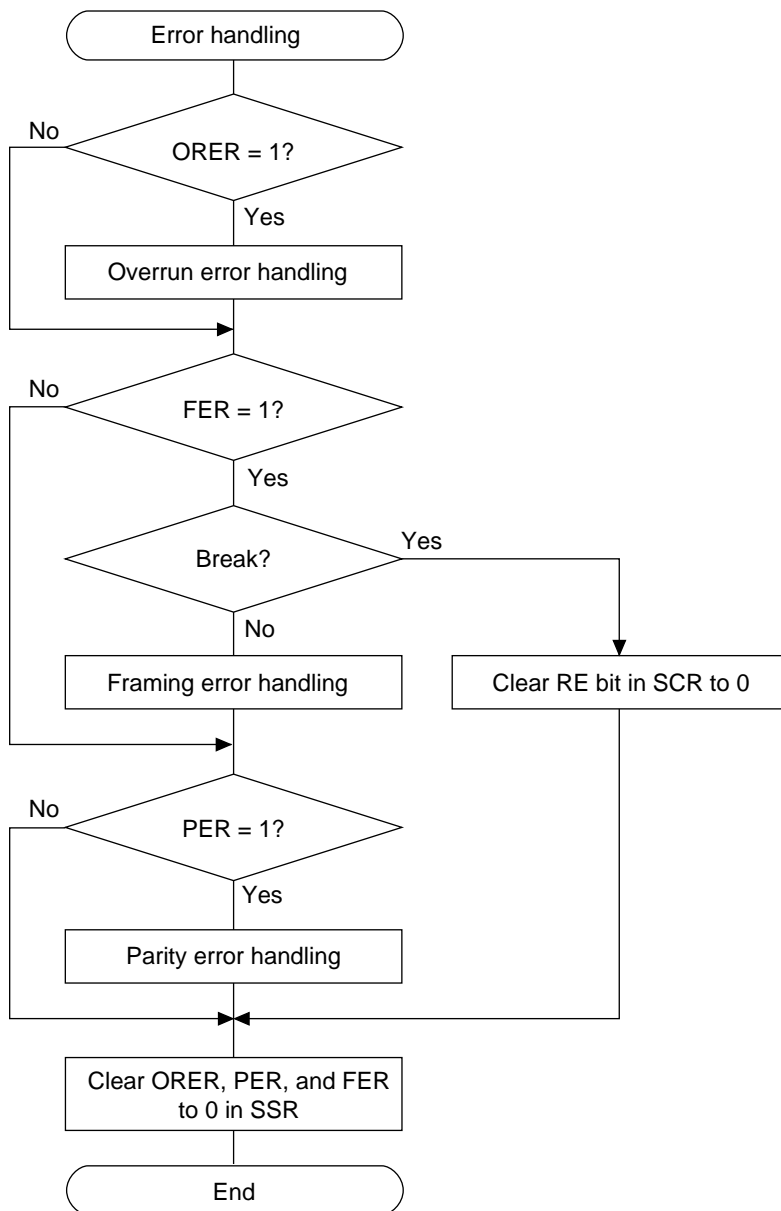 Error handling
No
ORER = 1?
Yes
Overrun error handling
No
FER = 1?
Yes
Break?
Yes
No
Framing error handling
Clear RE bit in SCR to 0
No
PER = 1?
Yes
Parity error handling
Clear ORER, PER, and FER
to 0 in SSR
End